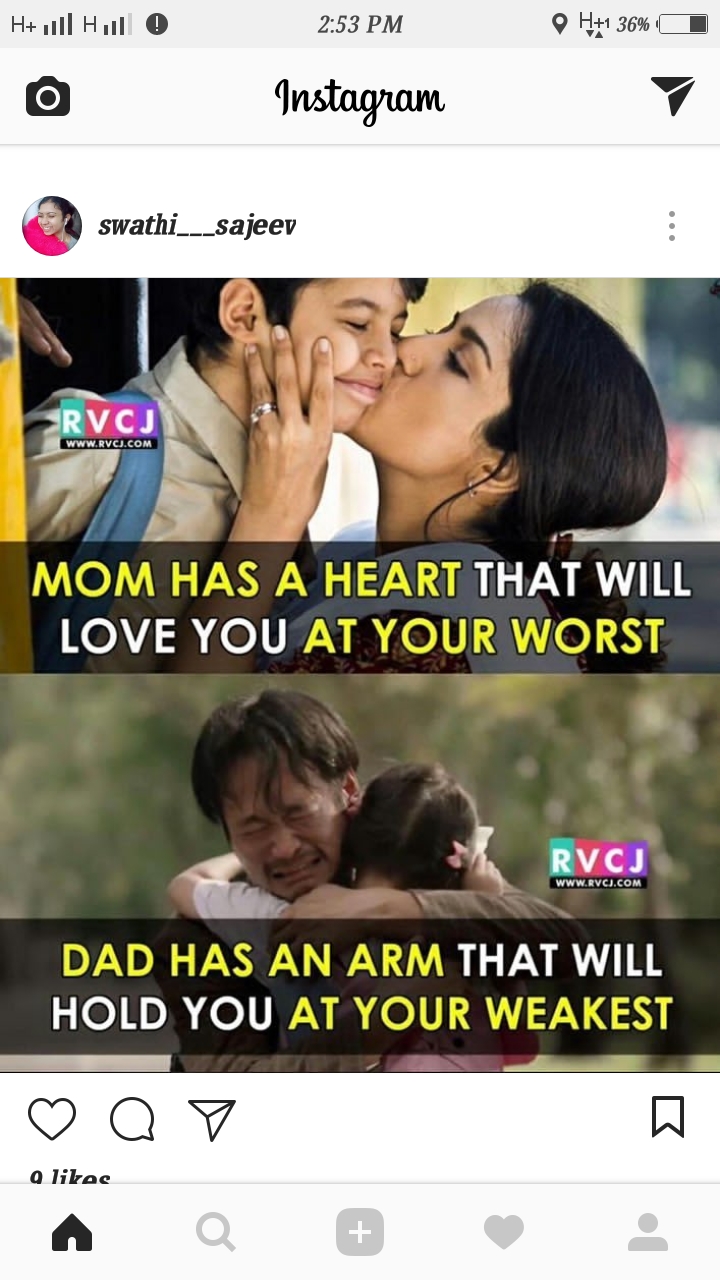 H+ H 2:53 PM H+1 36%
Instagram
swathi___sajeev
RVCJ
WWW.RVCJ.COM
MOM HAS A HEART THAT WILL
LOVE YOU AT YOUR WORST
RVCJ
WWW.RVCJ.COM
DAD HAS AN ARM THAT WILL
HOLD YOU AT YOUR WEAKEST
9 likes